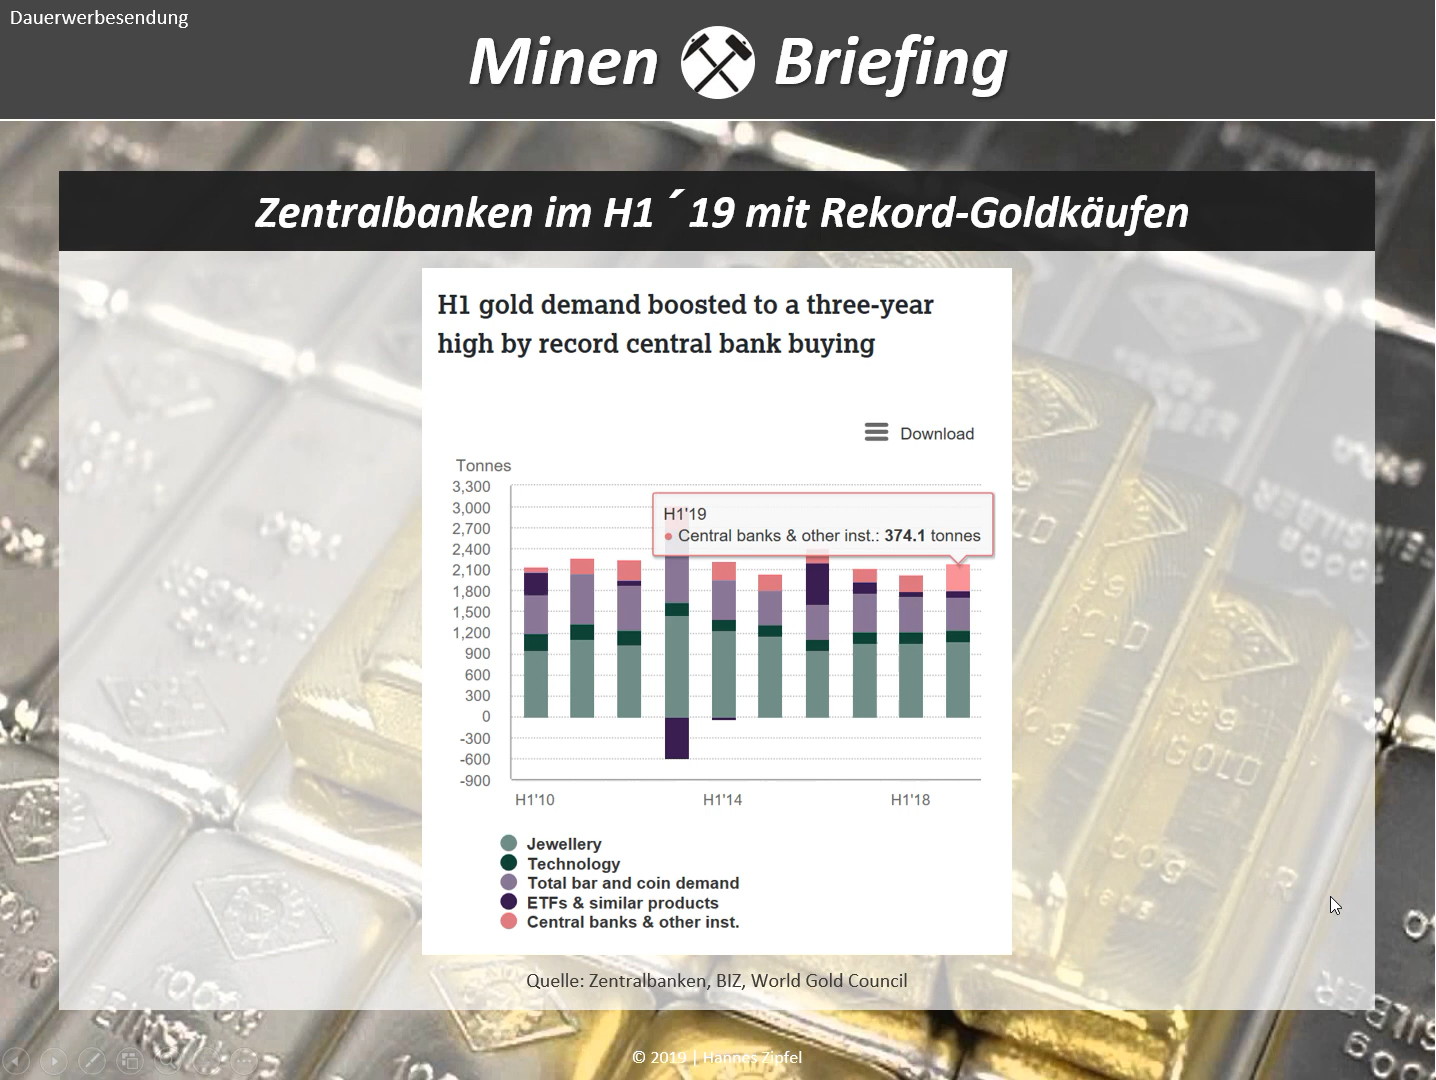 Dauerwerbesendung
Minen Briefing
Zentralbanken im H1´19 mit Rekord-Goldkäufen
H1 gold demand boosted to a three-year
high by record central bank buying
Download
Tonnes
3,300
3,000
2,700
2,400
2,100
1,800
1,500
1,200
900
600
300
0
-300
-600
-900
H1'19
Central banks & other inst.: 374.1 tonnes
H1'10 H1'14 H1'18
Jewellery
Technology
Total bar and coin demand
ETFs & similar products
Central banks & other inst.
Quelle: Zentralbanken, BIZ, World Gold Council
© 2019 | Hannes Zipfel